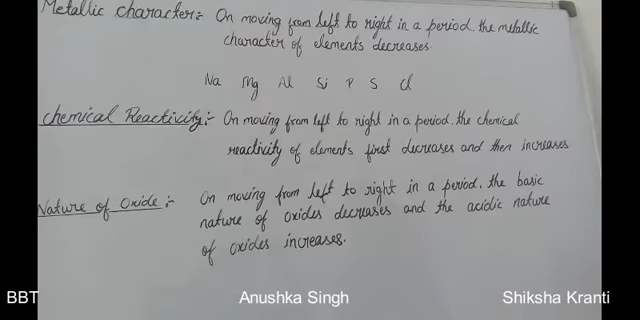 Metallic character:- On moving from left to right in a period the metallic
character of elements decreases.
Na Mg Al Si P S Cl
Chemical Reactivity:- On moving from left to right in a period, the chemical
reactivity of elements first decreases and then increases
Nature of Oxide:- On moving from left to right in a period, the basic
nature of oxides decreases and the acidic nature
of oxides increases.
BBT Anushka Singh Shiksha Kranti